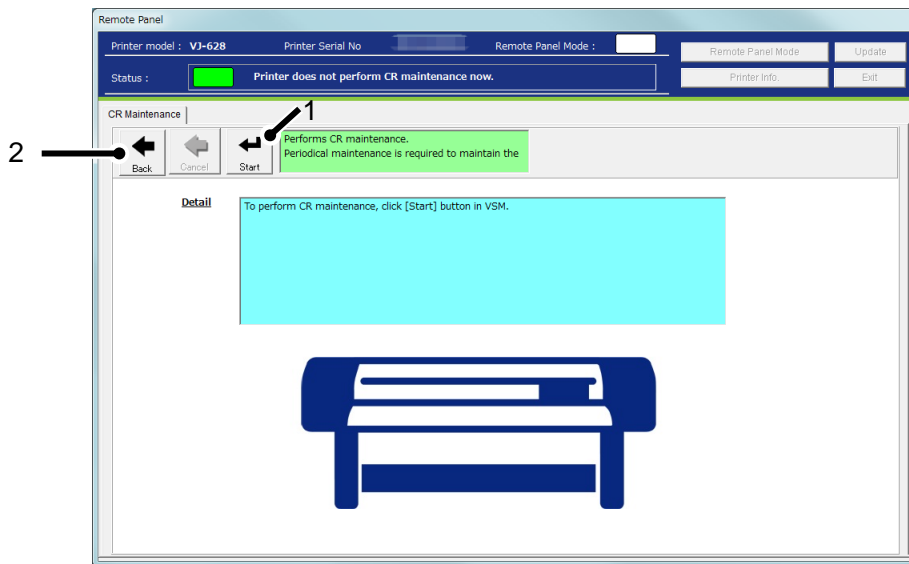 Remote Panel
Printer model : VJ-628 Printer Serial No Remote Panel Mode :
Remote Panel Mode Update
Status : Printer does not perform CR maintenance now.
Printer Info. Exit
CR Maintenance
1
2
Back Cancel Start
Performs CR maintenance.
Periodical maintenance is required to maintain the
Detail
To perform CR maintenance, click [Start] button in VSM.